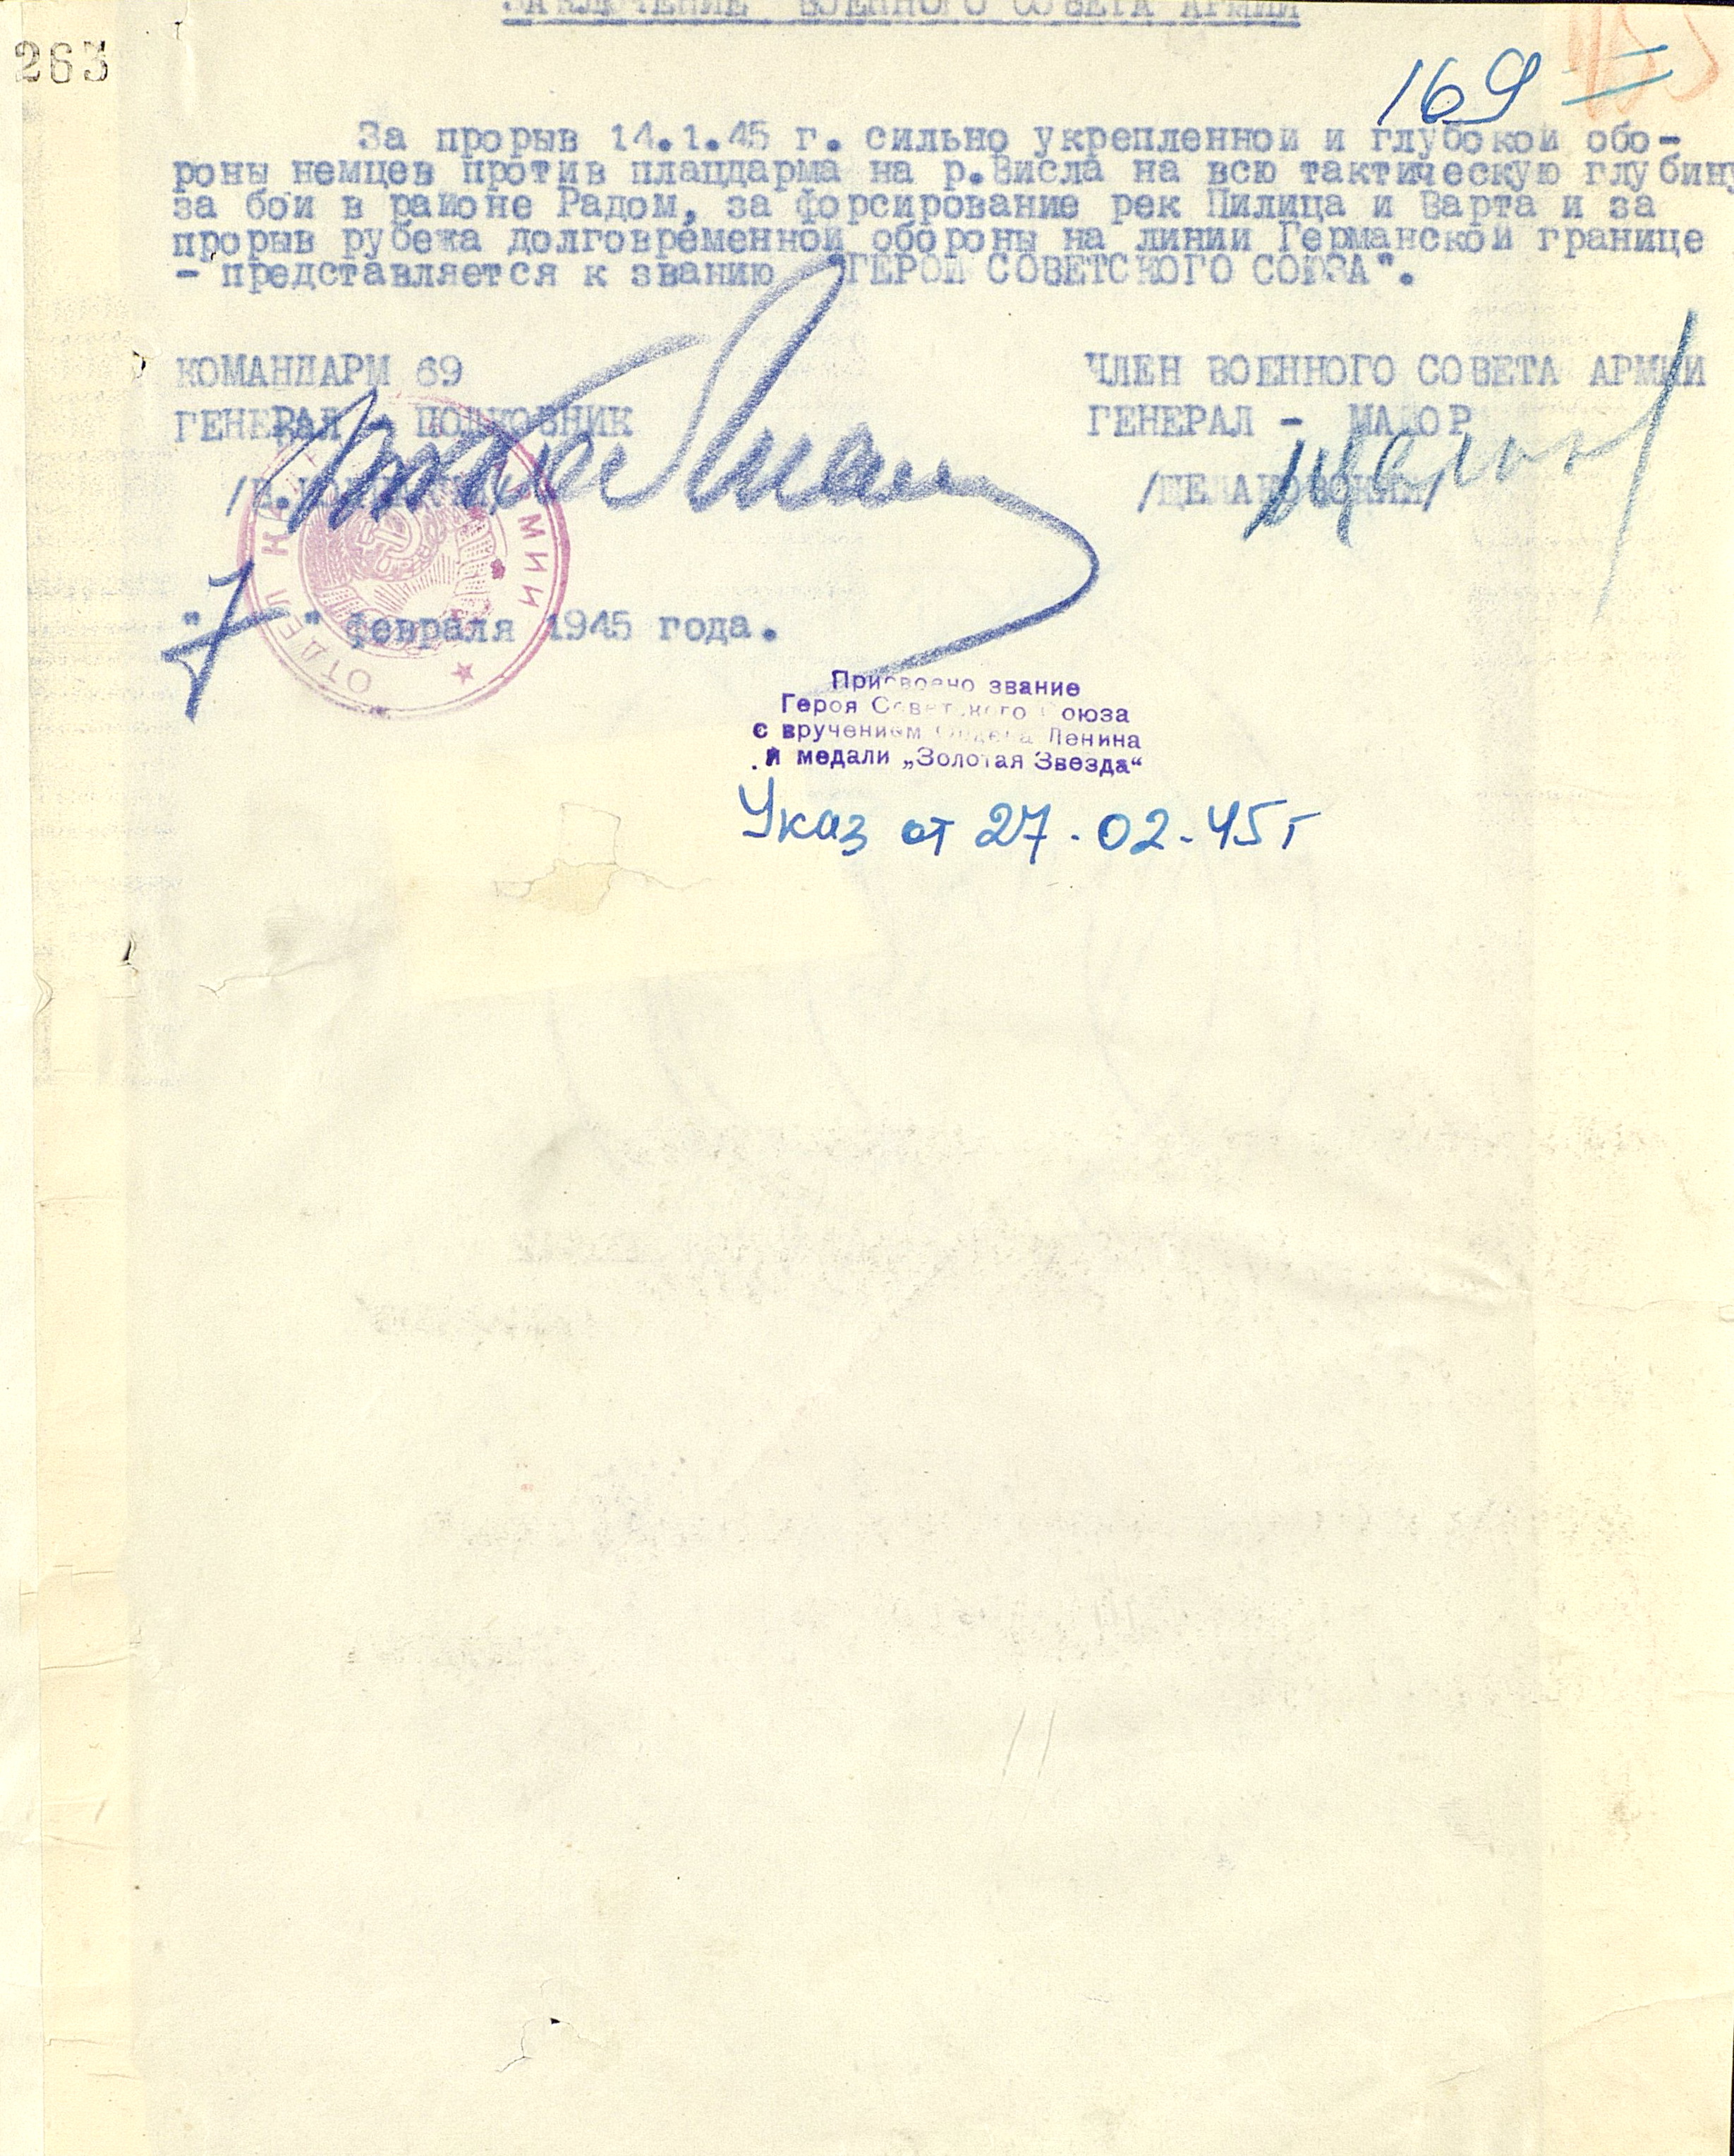 ЗАКЛЮЧЕНИЕ ВОЕННОГО СОВЕТА АРМИИ
263
169
За прорыв 14.1.45 г. сильно укрепленной и глубокой обо-
роны немцев против плацдарма на р.Висла на всю тактическую глубину
за бои в районе Радом, за форсирование рек Пилица и Варта и за
прорыв рубежа долговременной обороны на линии Германской границе
- представляется к званию "ГЕРОЙ СОВЕТСКОГО СОЮЗА".
КОМАНДАРМ 69
ГЕНЕРАЛ - ПОЛКОВНИК
ЧЛЕН ВОЕННОГО СОВЕТА АРМИИ
ГЕНЕРАЛ - МАЙОР
/ЩЕЛАКОВСКИЙ/
ОТДЕЛ
"7" февраля 1945 года.
Присвоено звание
Героя Советского Союза
с вручением Ордена Ленина
и медали „Золотая Звезда“
Указ от 27-02-45г